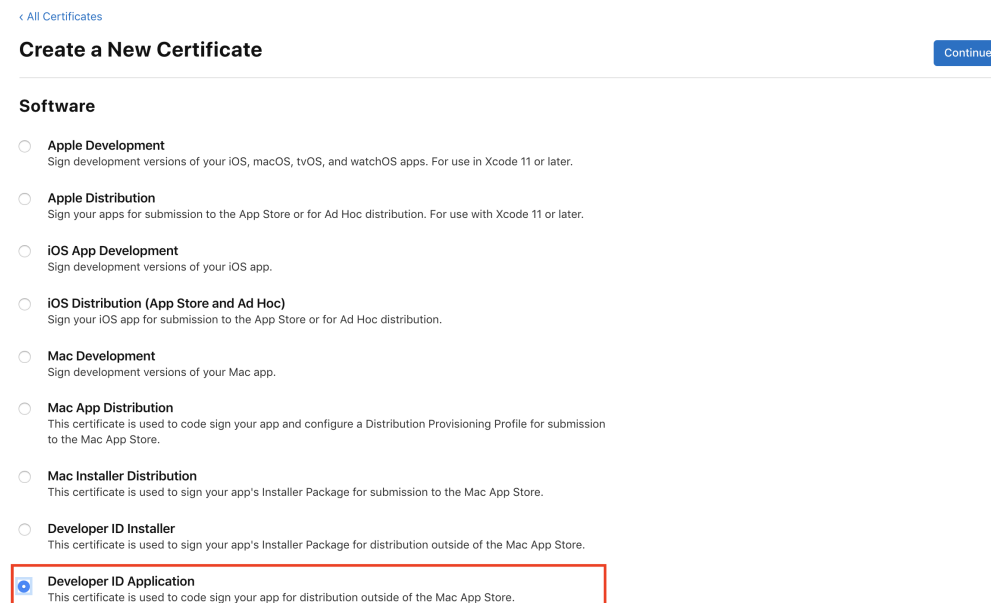 ‹ All Certificates
Create a New Certificate
Continue
Software
Apple Development
Sign development versions of your iOS, macOS, tvOS, and watchOS apps. For use in Xcode 11 or later.
Apple Distribution
Sign your apps for submission to the App Store or for Ad Hoc distribution. For use with Xcode 11 or later.
iOS App Development
Sign development versions of your iOS app.
iOS Distribution (App Store and Ad Hoc)
Sign your iOS app for submission to the App Store or for Ad Hoc distribution.
Mac Development
Sign development versions of your Mac app.
Mac App Distribution
This certificate is used to code sign your app and configure a Distribution Provisioning Profile for submission
to the Mac App Store.
Mac Installer Distribution
This certificate is used to sign your app's Installer Package for submission to the Mac App Store.
Developer ID Installer
This certificate is used to sign your app's Installer Package for distribution outside of the Mac App Store.
Developer ID Application
This certificate is used to code sign your app for distribution outside of the Mac App Store.